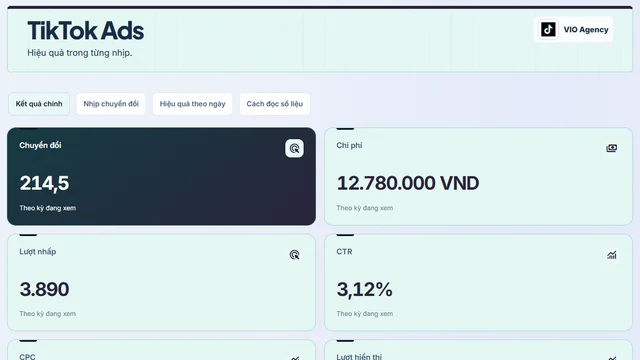 TikTok Ads
Hiệu quả trong từng nhịp.
VIO Agency
Kết quả chính
Nhịp chuyển đổi
Hiệu quả theo ngày
Cách đọc số liệu
Chuyển đổi
214,5
Theo kỳ đang xem
Chi phí
12.780.000 VND
Theo kỳ đang xem
Lượt nhấp
3.890
Theo kỳ đang xem
CTR
3,12%
Theo kỳ đang xem
CPC
Lượt hiển thị